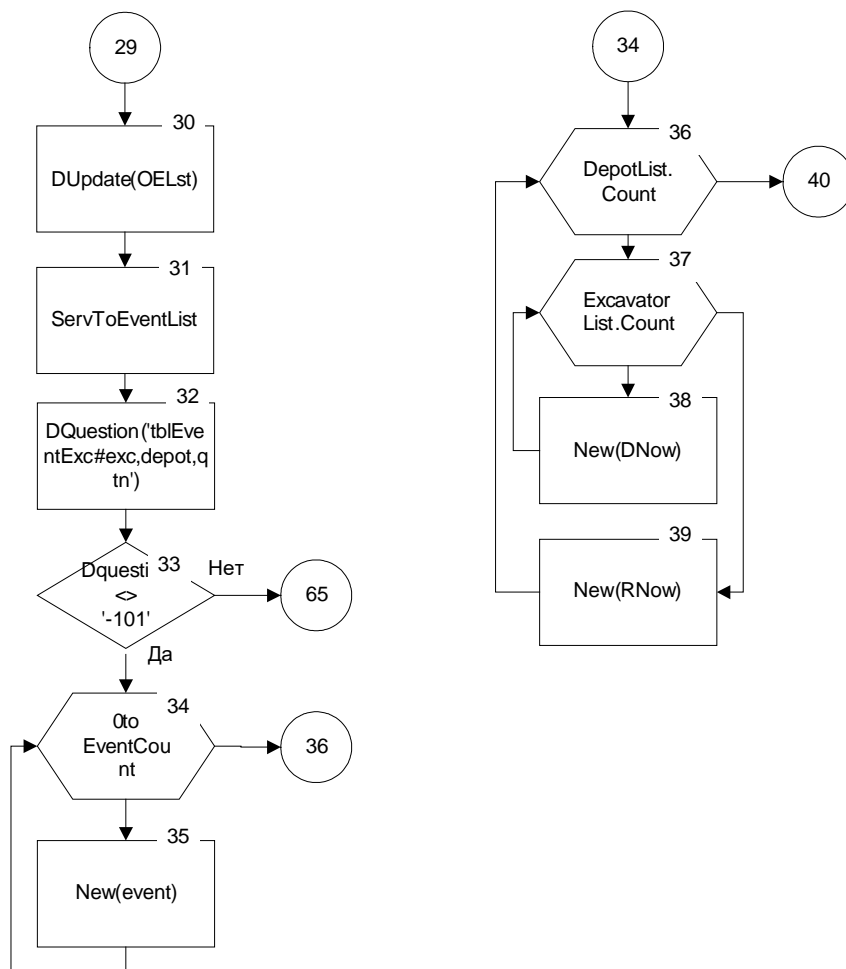 29
30
DUpdate(OELst)
31
ServToEventList
32
DQuestion('tblEve
ntExc#exc,depot,q
tn')
33
Dquesti
<>
'-101'
Нет
65
Да
34
0to
EventCou
nt
36
35
New(event)
34
36
DepotList.
Count
40
37
Excavator
List.Count
38
New(DNow)
39
New(RNow)